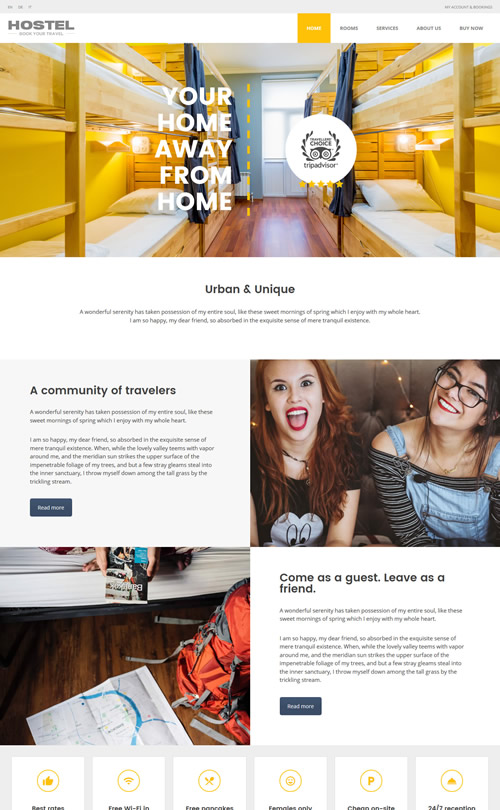 EN GB IT
MY ACCOUNT & BOOKINGS
HOSTEL
BOOK YOUR TRAVEL
HOME ROOMS SERVICES ABOUT US BUY NOW
YOUR
HOME
AWAY
FROM
HOME
TRAVELLERS'
CHOICE
tripadvisor
Urban & Unique
A wonderful serenity has taken possession of my entire soul, like these sweet mornings of spring which I enjoy with my whole heart.
I am so happy, my dear friend, so absorbed in the exquisite sense of mere tranquil existence.
A community of travelers
A wonderful serenity has taken possession of my entire soul, like these
sweet mornings of spring which I enjoy with my whole heart.
I am so happy, my dear friend, so absorbed in the exquisite sense of
mere tranquil existence. When, while the lovely valley teems with vapor
around me, and the meridian sun strikes the upper surface of the
impenetrable foliage of my trees, and but a few stray gleams steal into
the inner sanctuary, I throw myself down among the tall grass by the
trickling stream.
Read more
Come as a guest. Leave as a
friend.
A wonderful serenity has taken possession of my entire soul, like these
sweet mornings of spring which I enjoy with my whole heart.
I am so happy, my dear friend, so absorbed in the exquisite sense of
mere tranquil existence. When, while the lovely valley teems with vapor
around me, and the meridian sun strikes the upper surface of the
impenetrable foliage of my trees, and but a few stray gleams steal into
the inner sanctuary, I throw myself down among the tall grass by the
trickling stream.
Read more
P
Best rates Free Wi-Fi in Free pancakes Females only Cheap on-site 24/7 reception